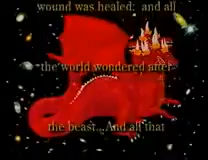 wound was healed: and all
the world wondered after
the beast...And all that